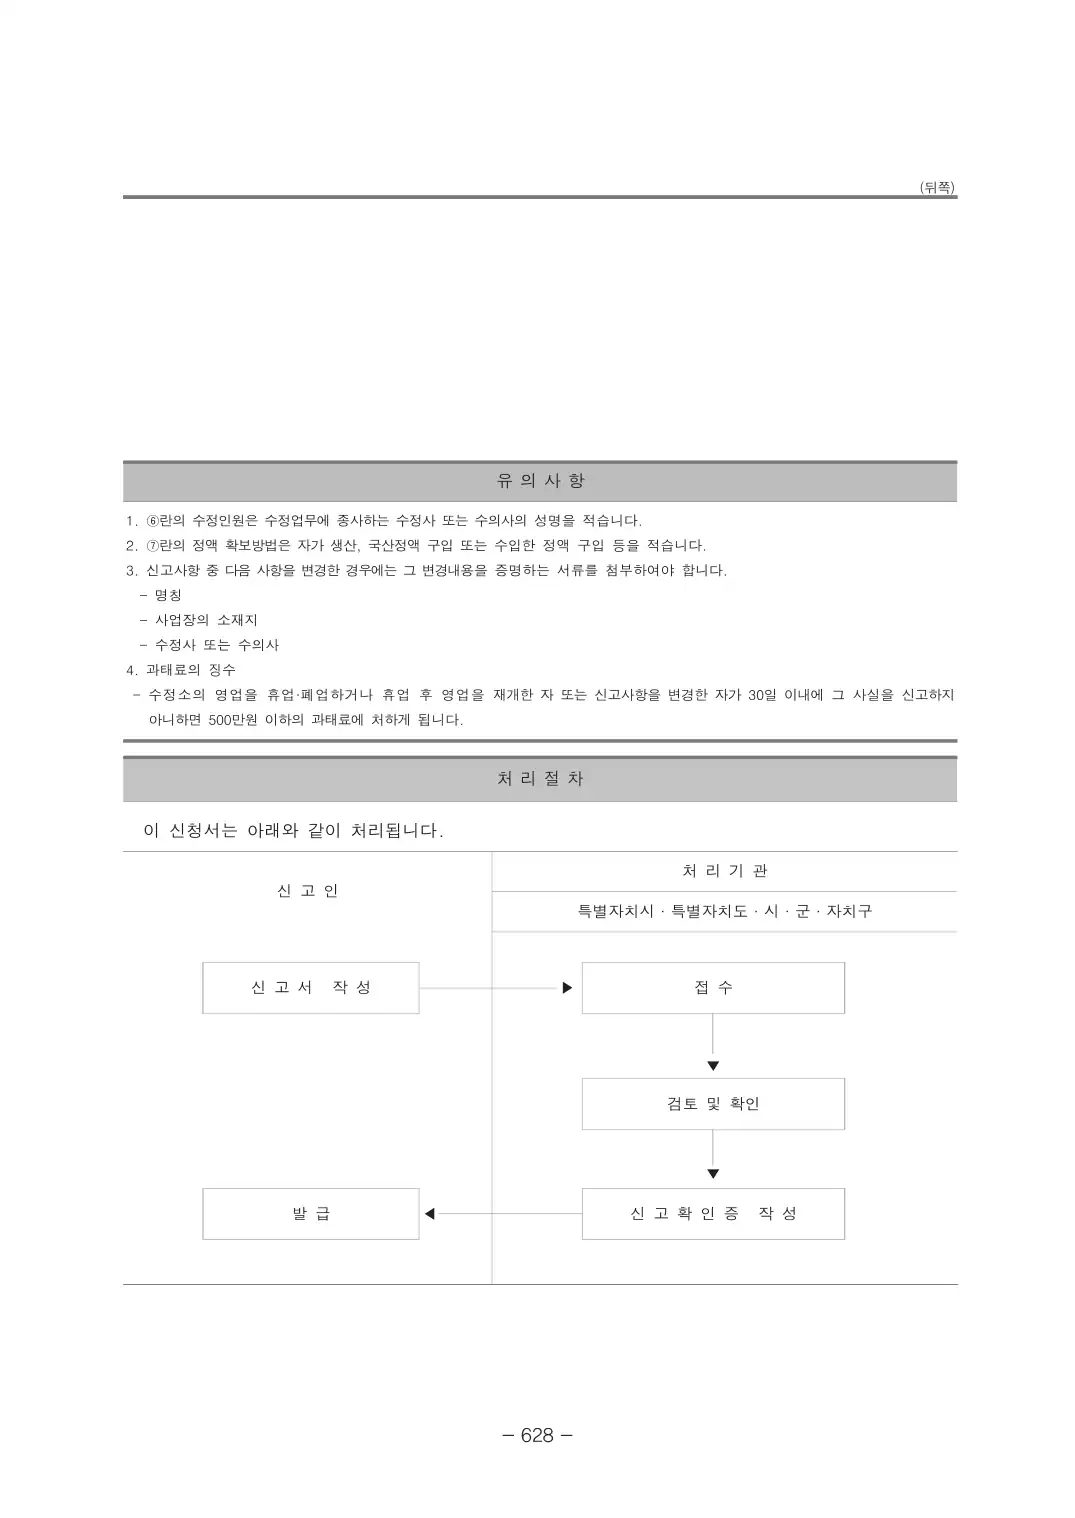 (뒤쪽)
유 의 사 항
1. ⑥란의 수정인원은 수정업무에 종사하는 수정사 또는 수의사의 성명을 적습니다.
2. ⑦란의 정액 확보방법은 자가 생산, 국산정액 구입 또는 수입한 정액 구입 등을 적습니다.
3. 신고사항 중 다음 사항을 변경한 경우에는 그 변경내용을 증명하는 서류를 첨부하여야 합니다.
- 명칭
- 사업장의 소재지
- 수정사 또는 수의사
4. 과태료의 징수
- 수정소의 영업을 휴업·폐업하거나 휴업 후 영업을 재개한 자 또는 신고사항을 변경한 자가 30일 이내에 그 사실을 신고하지
아니하면 500만원 이하의 과태료에 처하게 됩니다.
처 리 절 차
이 신청서는 아래와 같이 처리됩니다.
신 고 인
처 리 기 관
특별자치시 · 특별자치도 · 시 · 군 · 자치구
신 고 서 작 성
접 수
검토 및 확인
발 급
신 고 확 인 증 작 성
- 628 -